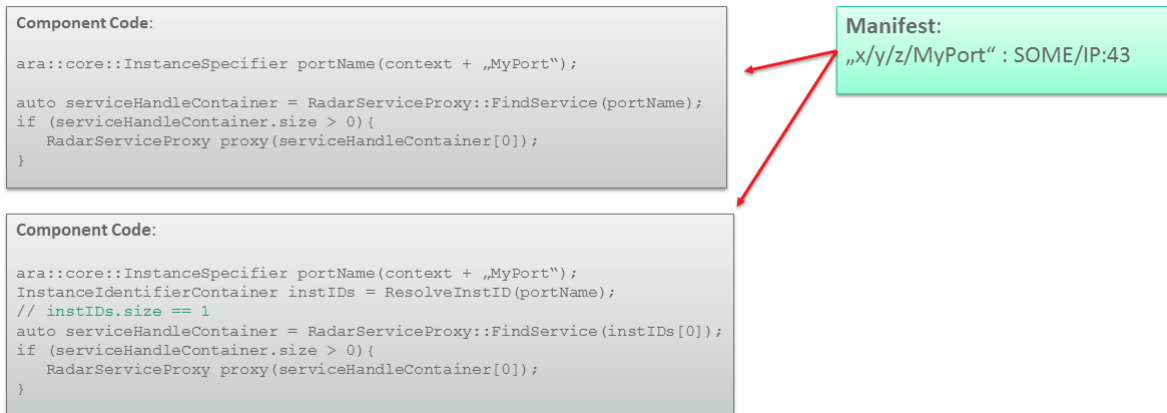 Component Code:
ara::core::InstanceSpecifier portName(context + „MyPort“);
auto serviceHandleContainer = RadarServiceProxy::FindService(portName);
if (serviceHandleContainer.size > 0){
RadarServiceProxy proxy(serviceHandleContainer[0]);
}
Manifest:
„x/y/z/MyPort“ : SOME/IP:43
Component Code:
ara::core::InstanceSpecifier portName(context + „MyPort“);
InstanceIdentifierContainer instIDs = ResolveInstID(portName);
// instIDs.size == 1
auto serviceHandleContainer = RadarServiceProxy::FindService(instIDs[0]);
if (serviceHandleContainer.size > 0){
RadarServiceProxy proxy(serviceHandleContainer[0]);
}